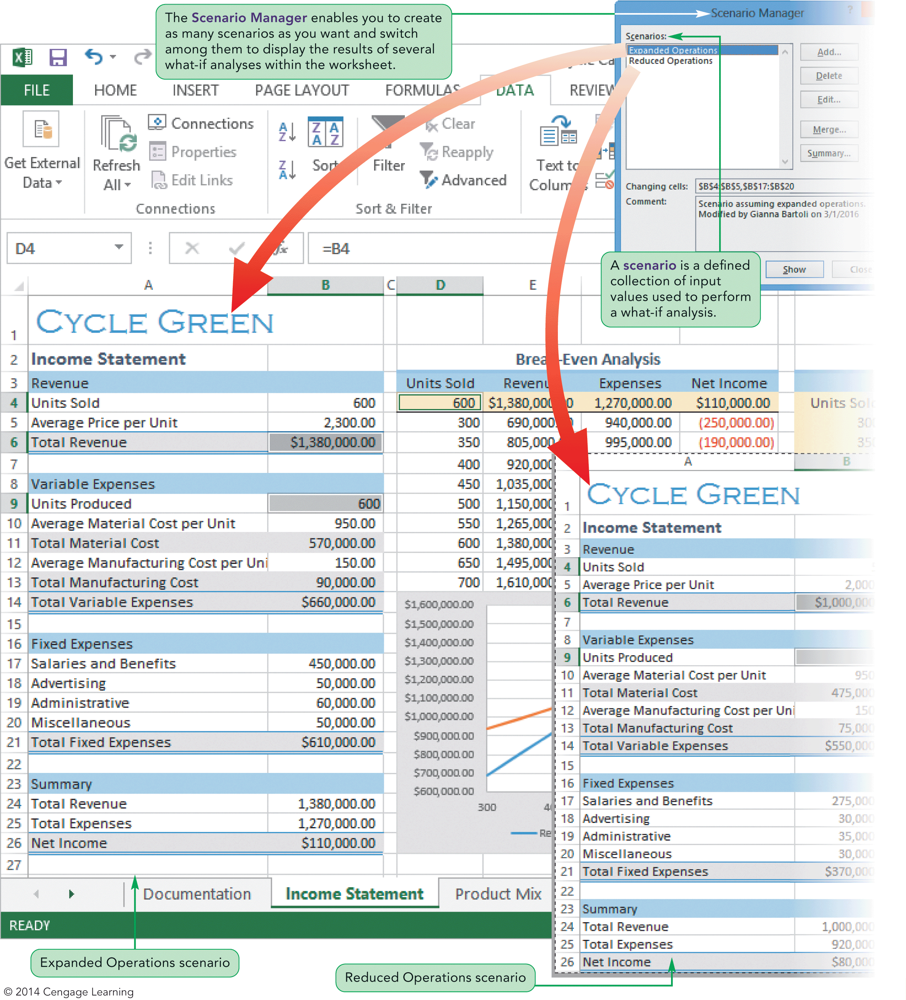 The Scenario Manager enables you to create
as many scenarios as you want and switch
among them to display the results of several
what-if analyses within the worksheet.
Scenario Manager
?
Scenarios:
Expanded Operations
Reduced Operations
Add...
Delete
Edit...
Merge...
Summary...
Changing cells: $B$4:$B$5,$B$17:$B$20
Comment: Scenario assuming expanded operations.
Modified by Gianna Bartoli on 3/1/2016
Show Close
A scenario is a defined
collection of input
values used to perform
a what-if analysis.
FILE HOME INSERT PAGE LAYOUT FORMULAS DATA REVIEW
Get External
Data
Refresh
All
Connections
Properties
Edit Links
Connections
Sort
Filter
Clear
Reapply
Advanced
Sort & Filter
Text to
Columns
D4 fx =B4
A B C D E
1 CYCLE GREEN
2 Income Statement Break-Even Analysis
3 Revenue Units Sold Revenue Expenses Net Income
4 Units Sold 600 600 $1,380,000.00 1,270,000.00 $110,000.00 Units Sold
5 Average Price per Unit 2,300.00 300 690,000.00 940,000.00 (250,000.00) 300
6 Total Revenue $1,380,000.00 350 805,000 995,000.00 (190,000.00) 350
7 400 920,000
8 Variable Expenses 450 1,035,000
9 Units Produced 600 500 1,150,000
10 Average Material Cost per Unit 950.00 550 1,265,000
11 Total Material Cost 570,000.00 600 1,380,000
12 Average Manufacturing Cost per Uni 150.00 650 1,495,000
13 Total Manufacturing Cost 90,000.00 700 1,610,000
14 Total Variable Expenses $660,000.00
15
16 Fixed Expenses
17 Salaries and Benefits 450,000.00
18 Advertising 50,000.00
19 Administrative 60,000.00
20 Miscellaneous 50,000.00
21 Total Fixed Expenses $610,000.00
22
23 Summary
24 Total Revenue 1,380,000.00
25 Total Expenses 1,270,000.00
26 Net Income $110,000.00
27
$1,600,000.00
$1,500,000.00
$1,400,000.00
$1,300,000.00
$1,200,000.00
$1,100,000.00
$1,000,000.00
$900,000.00
$800,000.00
$700,000.00
$600,000.00
300 40
Re
A B
1 CYCLE GREEN
2 Income Statement
3 Revenue
4 Units Sold
5 Average Price per Unit 2,000
6 Total Revenue $1,000,000
7
8 Variable Expenses
9 Units Produced
10 Average Material Cost per Unit 950
11 Total Material Cost 475,000
12 Average Manufacturing Cost per Uni 150
13 Total Manufacturing Cost 75,000
14 Total Variable Expenses $550,000
15
16 Fixed Expenses
17 Salaries and Benefits 275,000
18 Advertising 30,000
19 Administrative 35,000
20 Miscellaneous 30,000
21 Total Fixed Expenses $370,000
22
23 Summary
24 Total Revenue 1,000,000
25 Total Expenses 920,000
26 Net Income $80,000
Documentation Income Statement Product Mix
READY
Expanded Operations scenario
Reduced Operations scenario
© 2014 Cengage Learning